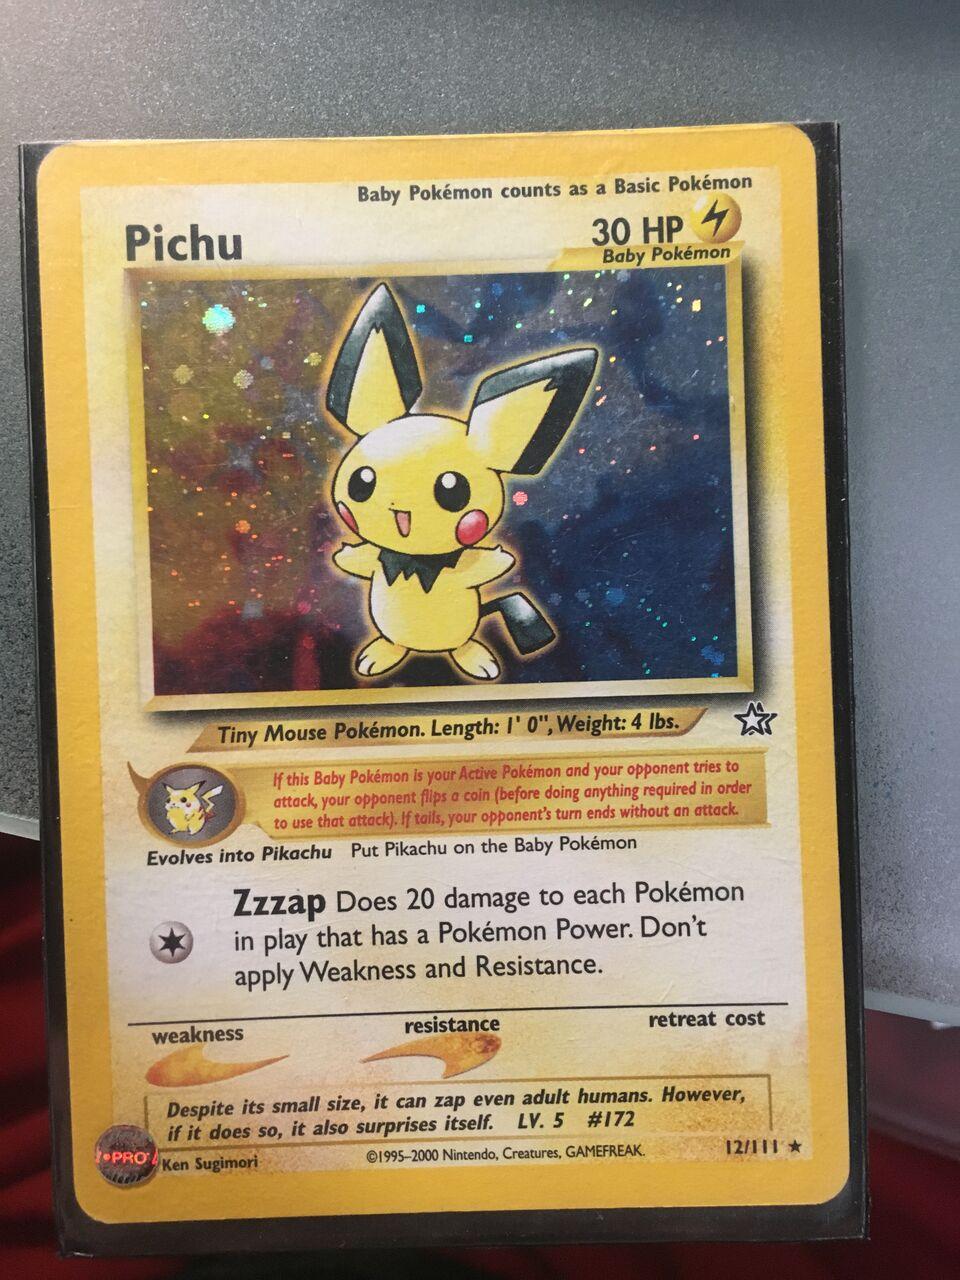 Baby Pokémon counts as a Basic Pokémon
Pichu
30 HP
Baby Pokémon
Tiny Mouse Pokémon. Length: 1' 0", Weight: 4 lbs.
If this Baby Pokémon is your Active Pokémon and your opponent tries to
attack, your opponent flips a coin (before doing anything required in order
to use that attack). If tails, your opponent's turn ends without an attack.
Evolves into Pikachu Put Pikachu on the Baby Pokémon
Zzzap Does 20 damage to each Pokémon
in play that has a Pokémon Power. Don't
apply Weakness and Resistance.
weakness
resistance
retreat cost
Despite its small size, it can zap even adult humans. However,
if it does so, it also surprises itself. LV. 5 #172
•PRO
Ken Sugimori
©1995–2000 Nintendo, Creatures, GAMEFREAK.
12/111 ★